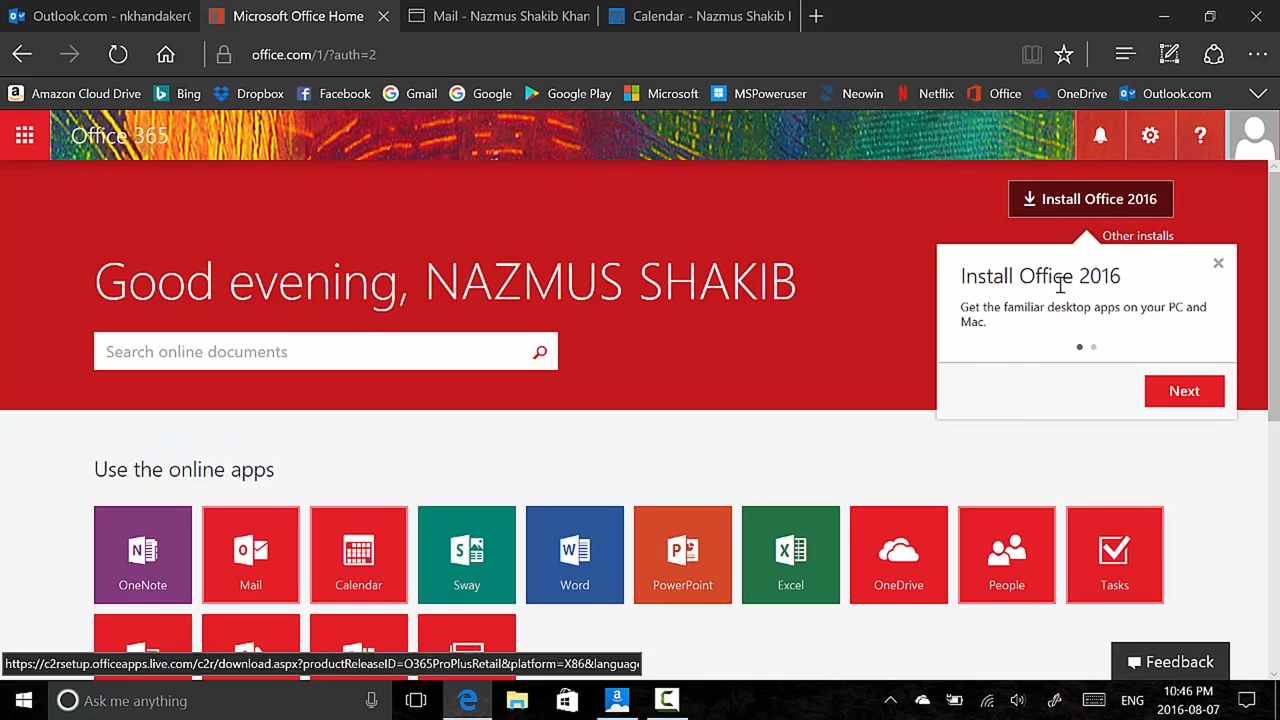 Outlook.com - nkhandaker(
Microsoft Office Home
Mail - Nazmus Shakib Khan
Calendar - Nazmus Shakib
office.com/1/?auth=2
Amazon Cloud Drive
Bing
Dropbox
Facebook
Gmail
Google
Google Play
Microsoft
MSPoweruser
Neowin
Netflix
Office
OneDrive
Outlook.com
Office 365
Install Office 2016
Other installs
Good evening, NAZMUS SHAKIB
Search online documents
Install Office 2016
Get the familiar desktop apps on your PC and
Mac.
Next
Use the online apps
OneNote
Mail
Calendar
Sway
Word
PowerPoint
Excel
OneDrive
People
Tasks
https://c2rsetup.officeapps.live.com/c2r/download.aspx?productReleaseID=O365ProPlusRetail&platform=X86&language
Feedback
Ask me anything
ENG
10:46 PM
2016-08-07